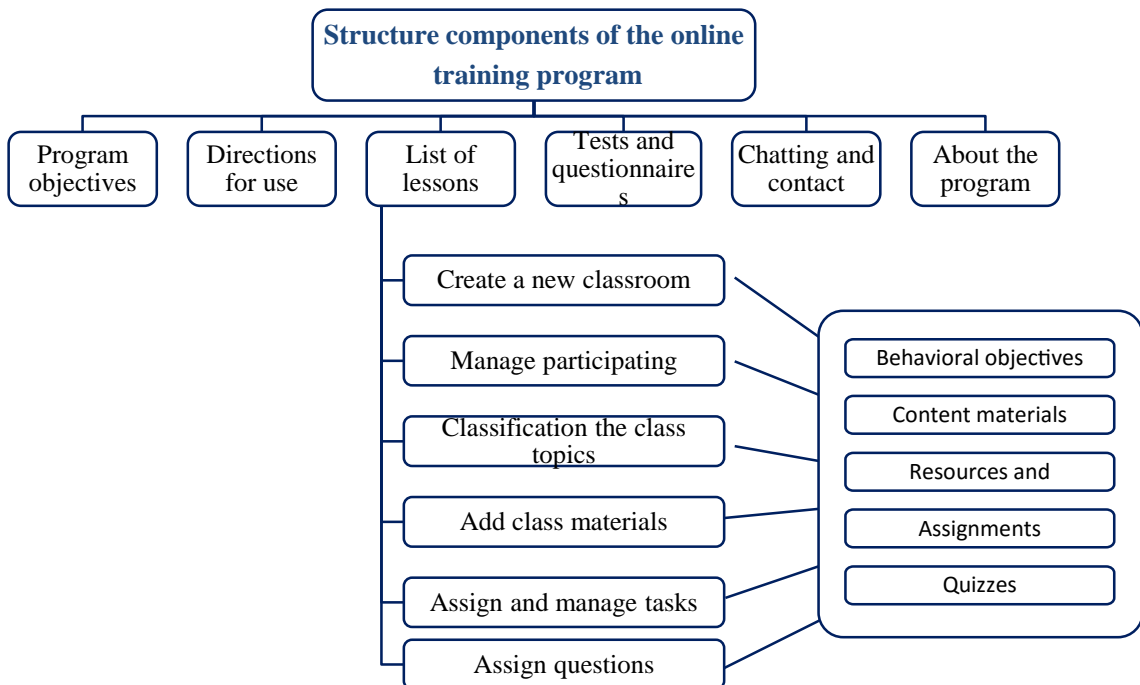 Structure components of the online
training program
Program
objectives
Directions
for use
List of
lessons
Tests and
questionnaire
s
Chatting and
contact
About the
program
Create a new classroom
Manage participating
Classification the class
topics
Add class materials
Assign and manage tasks
Assign questions
Behavioral objectives
Content materials
Resources and
Assignments
Quizzes